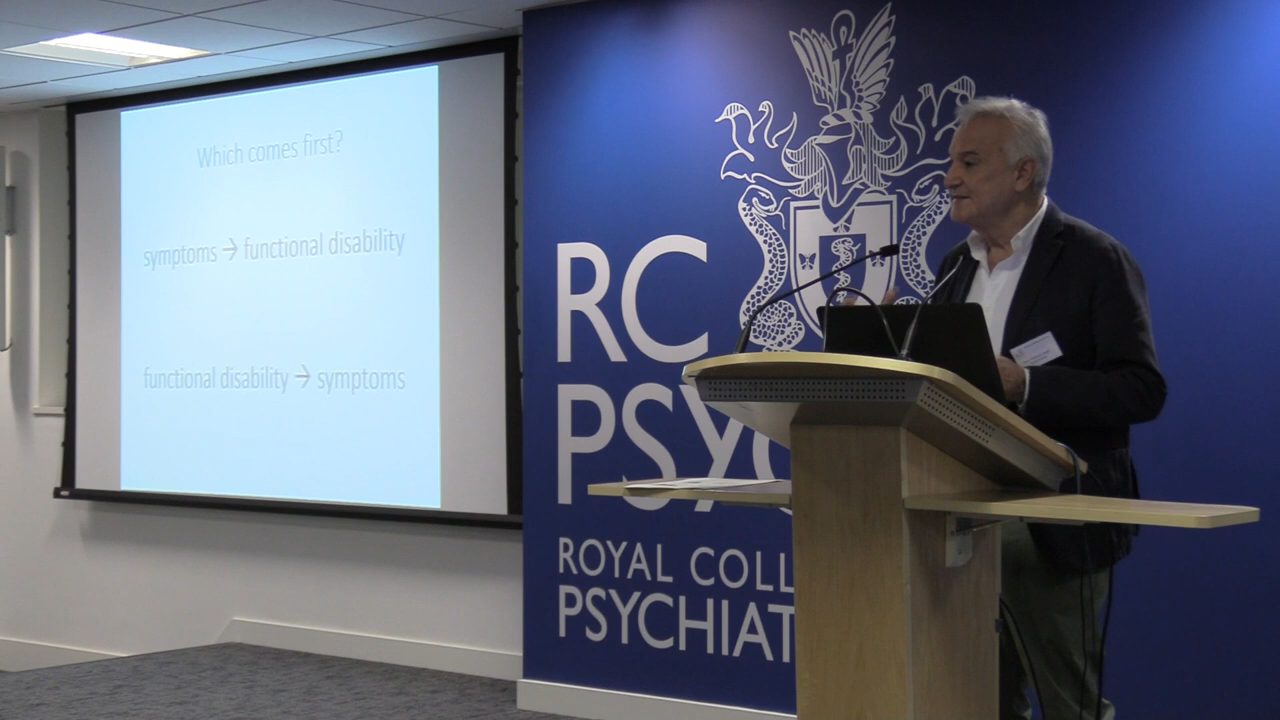 Which comes first?
symptoms → functional disability
functional disability → symptoms
RC
PSYC
ROYAL COLL
PSYCHIAT